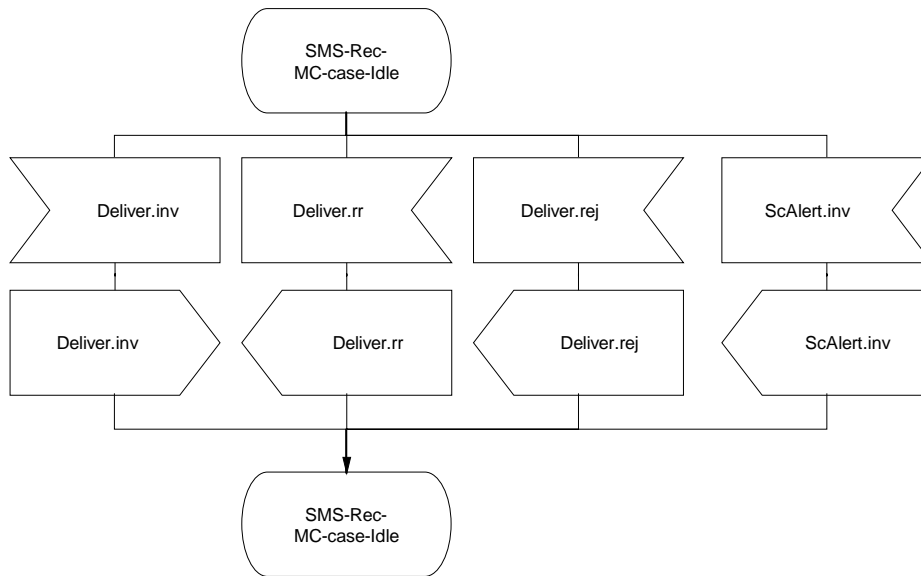 SMS-Rec-
MC-case-Idle
Deliver.inv
Deliver.rr
Deliver.rej
ScAlert.inv
Deliver.inv
Deliver.rr
Deliver.rej
ScAlert.inv
SMS-Rec-
MC-case-Idle